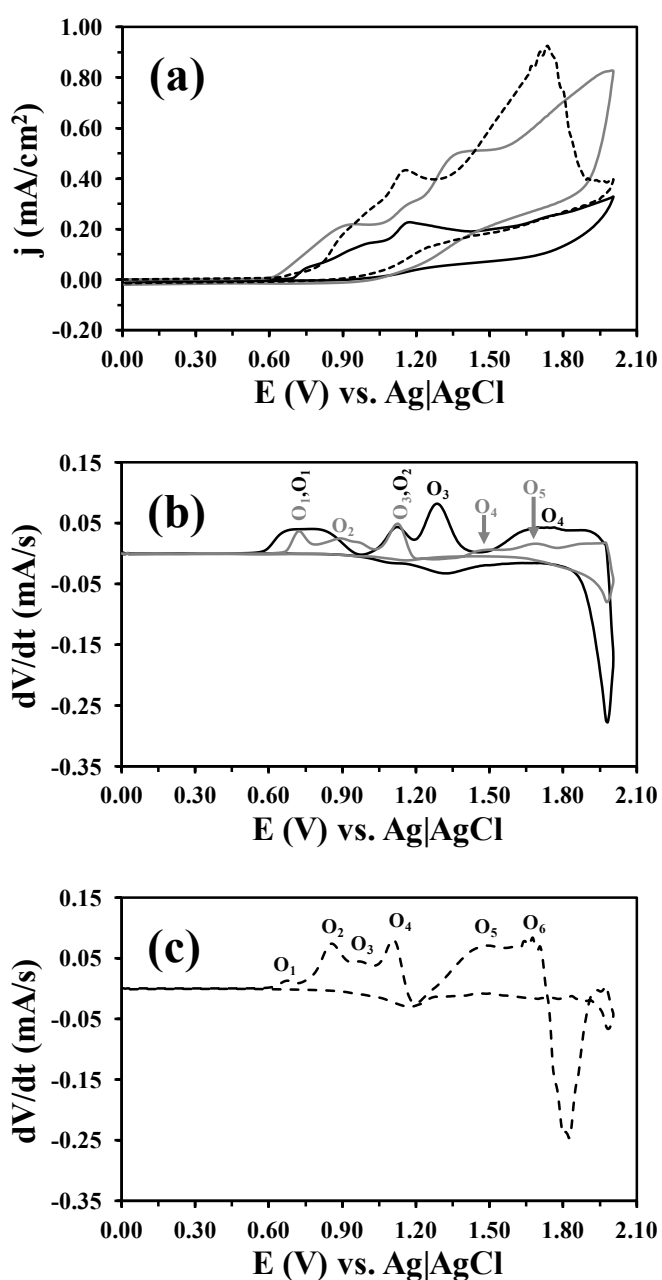 (a)
j (mA/cm²)
1.00
0.80
0.60
0.40
0.20
0.00
-0.20
0.00 0.30 0.60 0.90 1.20 1.50 1.80 2.10
E (V) vs. Ag|AgCl
(b)
dV/dt (mA/s)
0.15
0.05
-0.05
-0.15
-0.25
-0.35
O₁,O₁
O₂
O₃,O₂
O₃
O₄
O₅
O₄
0.00 0.30 0.60 0.90 1.20 1.50 1.80 2.10
E (V) vs. Ag|AgCl
(c)
dV/dt (mA/s)
0.15
0.05
-0.05
-0.15
-0.25
-0.35
O₁
O₂
O₃
O₄
O₅
O₆
0.00 0.30 0.60 0.90 1.20 1.50 1.80 2.10
E (V) vs. Ag|AgCl